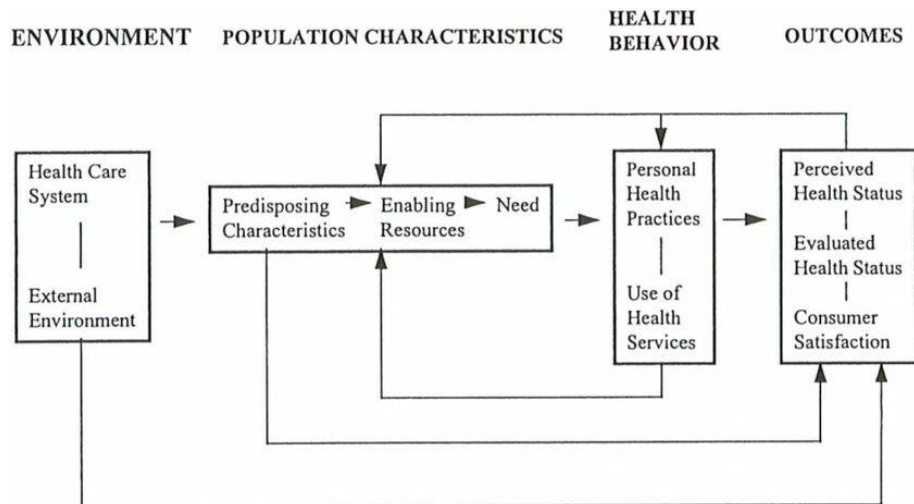 ENVIRONMENT
POPULATION CHARACTERISTICS
HEALTH
BEHAVIOR
OUTCOMES
Health Care
System
External
Environment
Predisposing
Characteristics
Enabling
Resources
Need
Personal
Health
Practices
Use of
Health
Services
Perceived
Health Status
Evaluated
Health Status
Consumer
Satisfaction